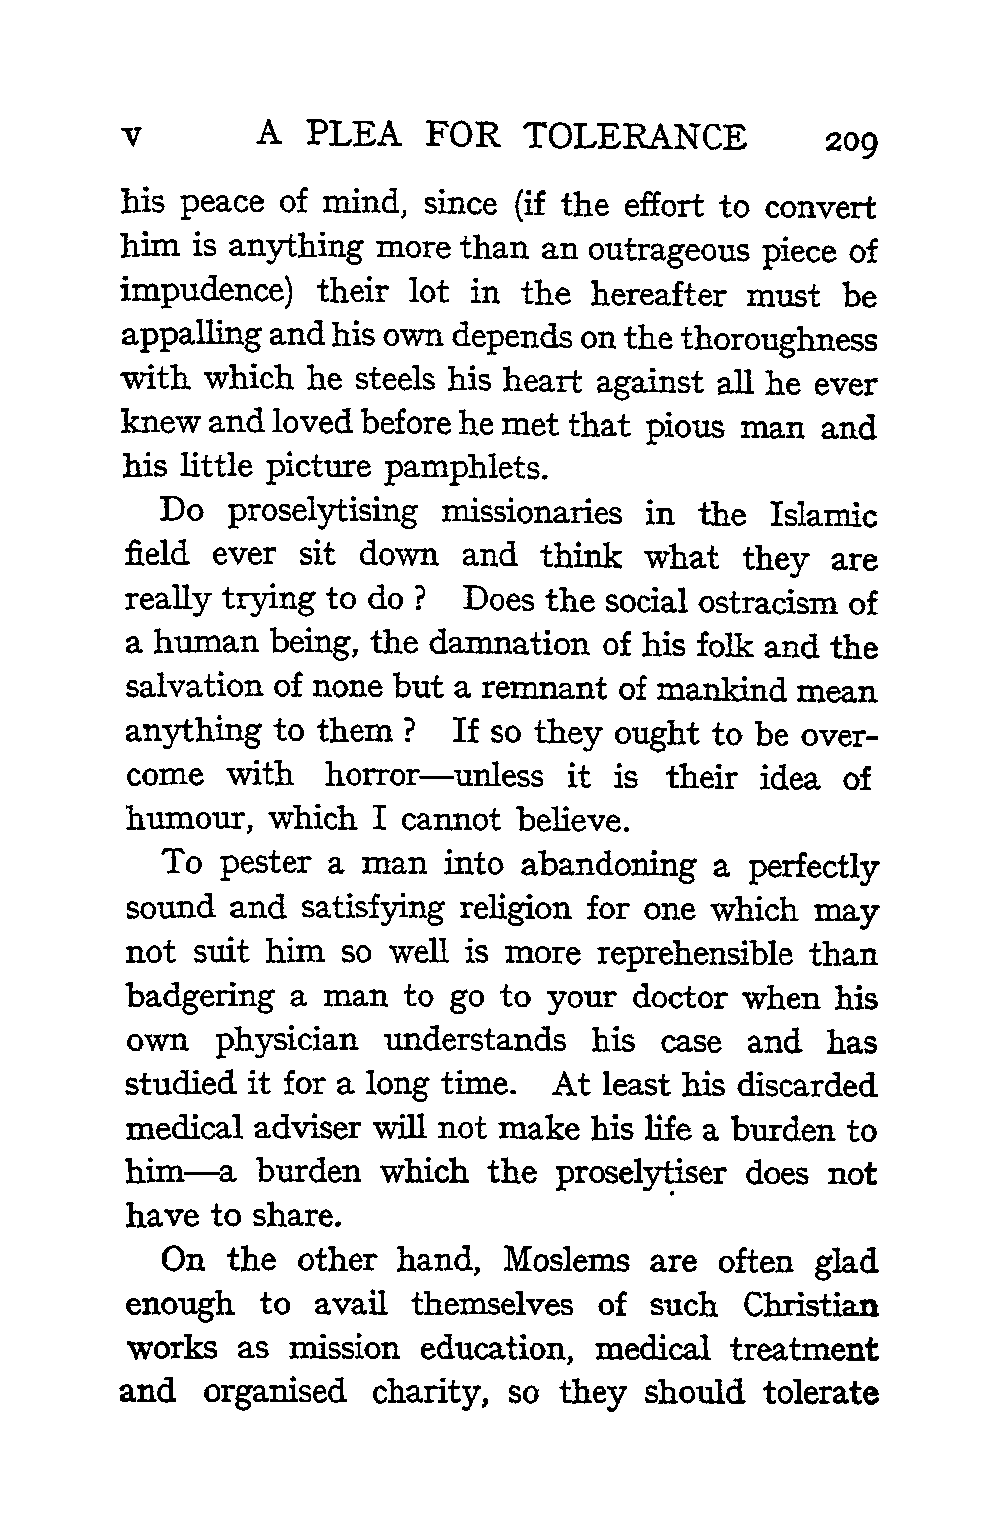 v A PLEA FOR TOLERANCE 209
his peace of mind, since (if the effort to convert
him is anything more than an outrageous piece of
impudence) their lot in the hereafter must be
appalling and his own depends on the thoroughness
with which he steels his heart against all he ever
knew and loved before he met that pious man and
his little picture pamphlets.
Do proselytising missionaries in the Islamic
field ever sit down and think what they are
really trying to do ? Does the social ostracism of
a human being, the damnation of his folk and the
salvation of none but a remnant of mankind mean
anything to them ? If so they ought to be over-
come with horror—unless it is their idea of
humour, which I cannot believe.
To pester a man into abandoning a perfectly
sound and satisfying religion for one which may
not suit him so well is more reprehensible than
badgering a man to go to your doctor when his
own physician understands his case and has
studied it for a long time. At least his discarded
medical adviser will not make his life a burden to
him—a burden which the proselytiser does not
have to share.
On the other hand, Moslems are often glad
enough to avail themselves of such Christian
works as mission education, medical treatment
and organised charity, so they should tolerate